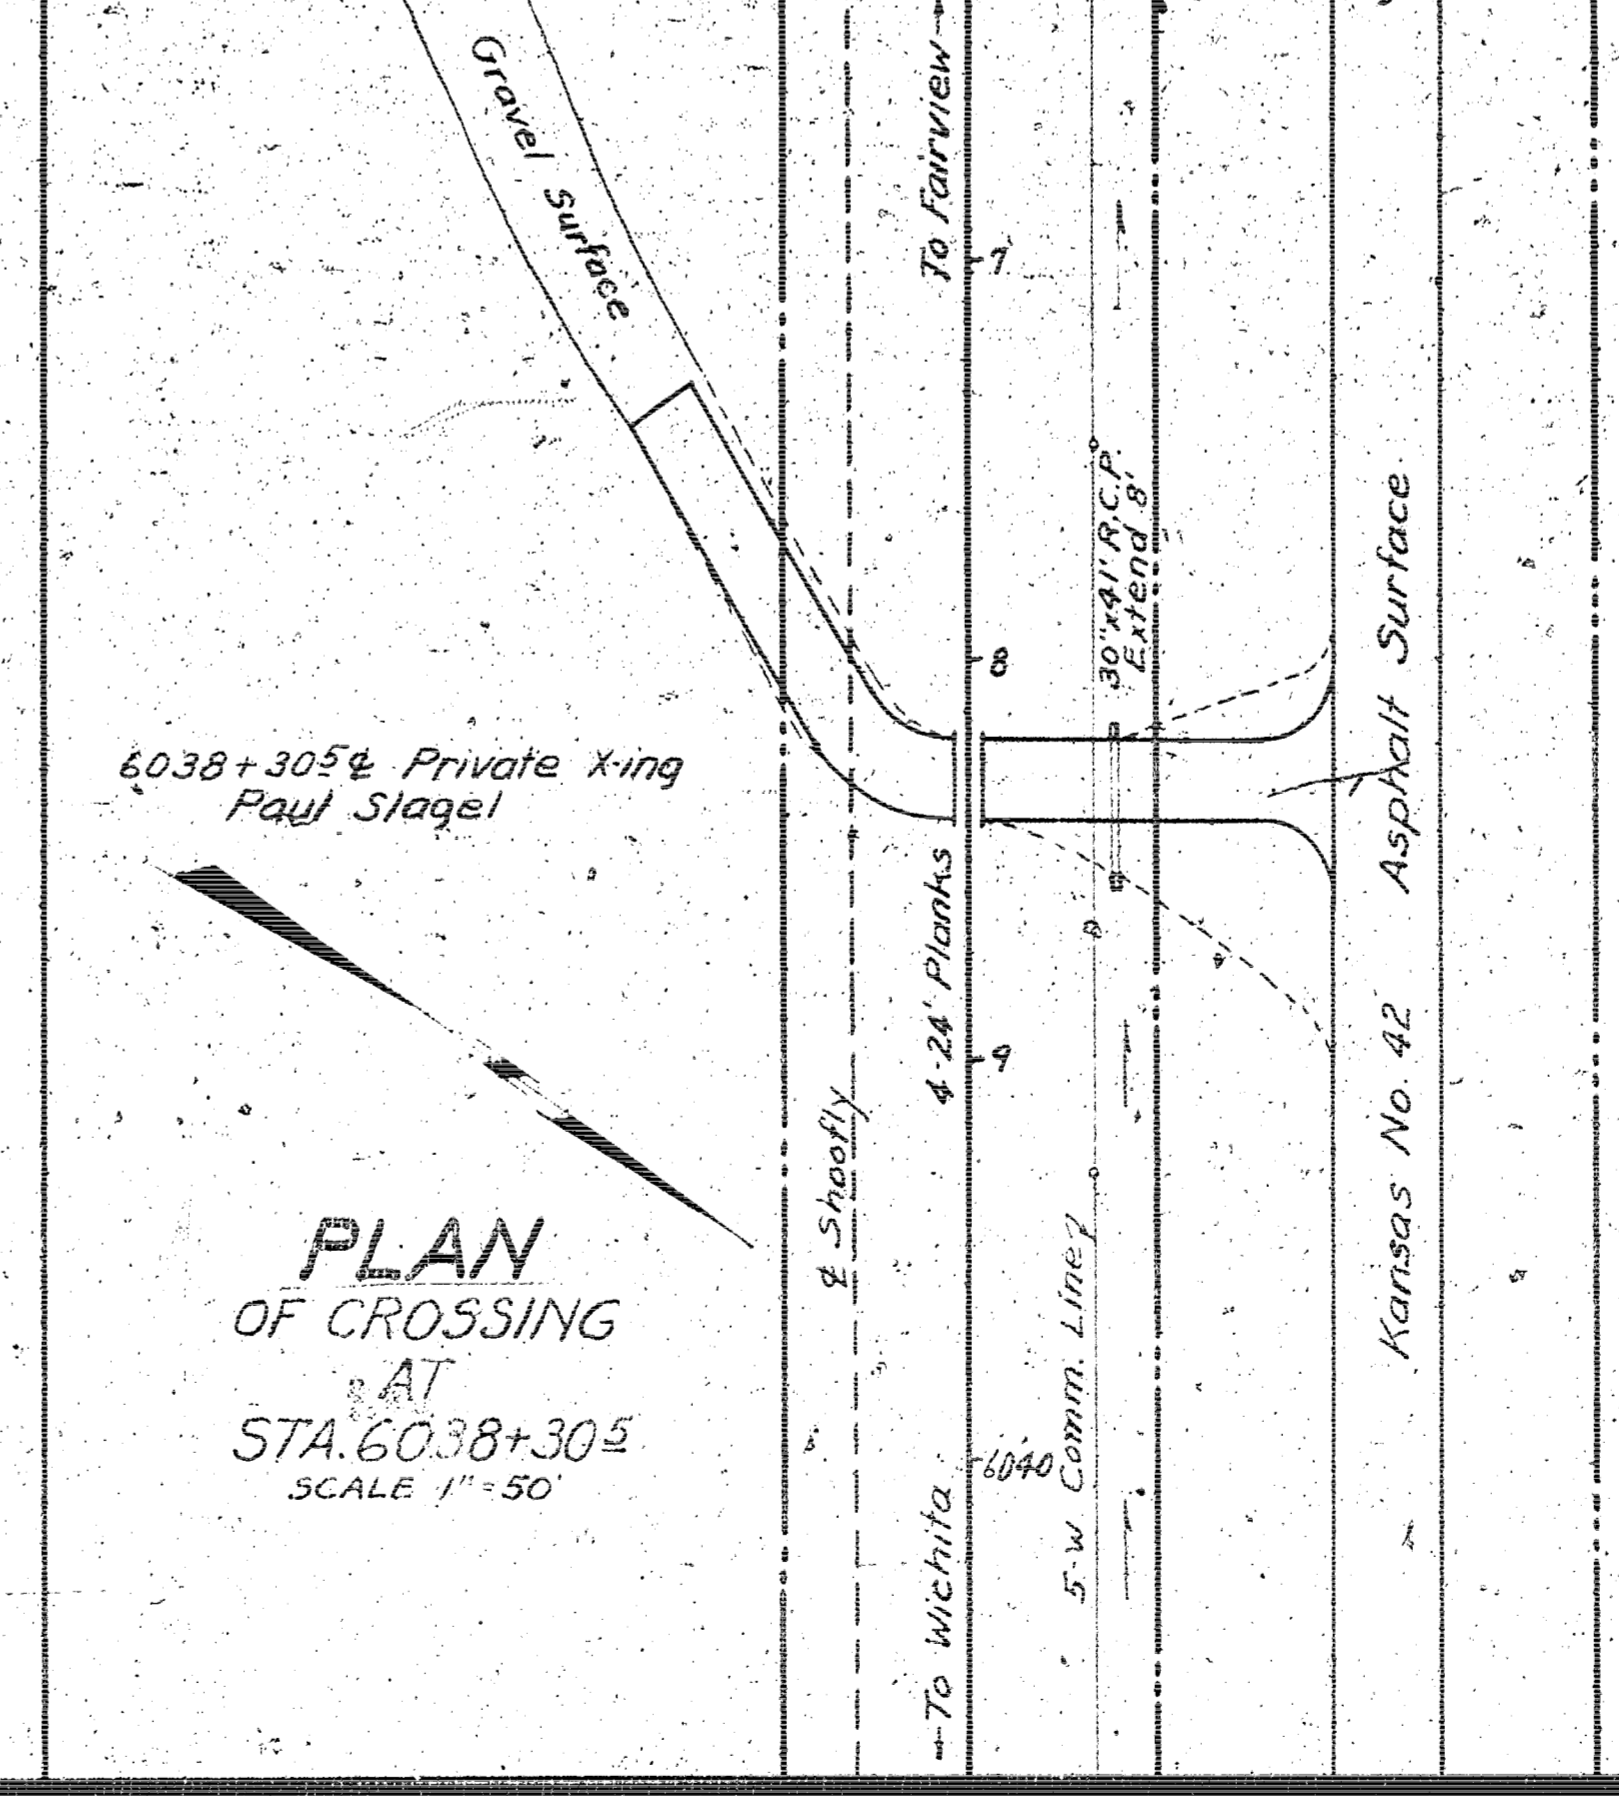 Gravel Surface
To Fairview
7
30"x41' R.C.P.
Extend 8'
8
Asphalt Surface
6038+30⁵ ℄ Private X-ing
Paul Slagel
4-24' Planks
9
Kansas No. 42
℄ Shoofly
PLAN
OF CROSSING
AT
STA. 6038+30⁵
SCALE 1"=50'
5-W Comm. Line
6040
To Wichita